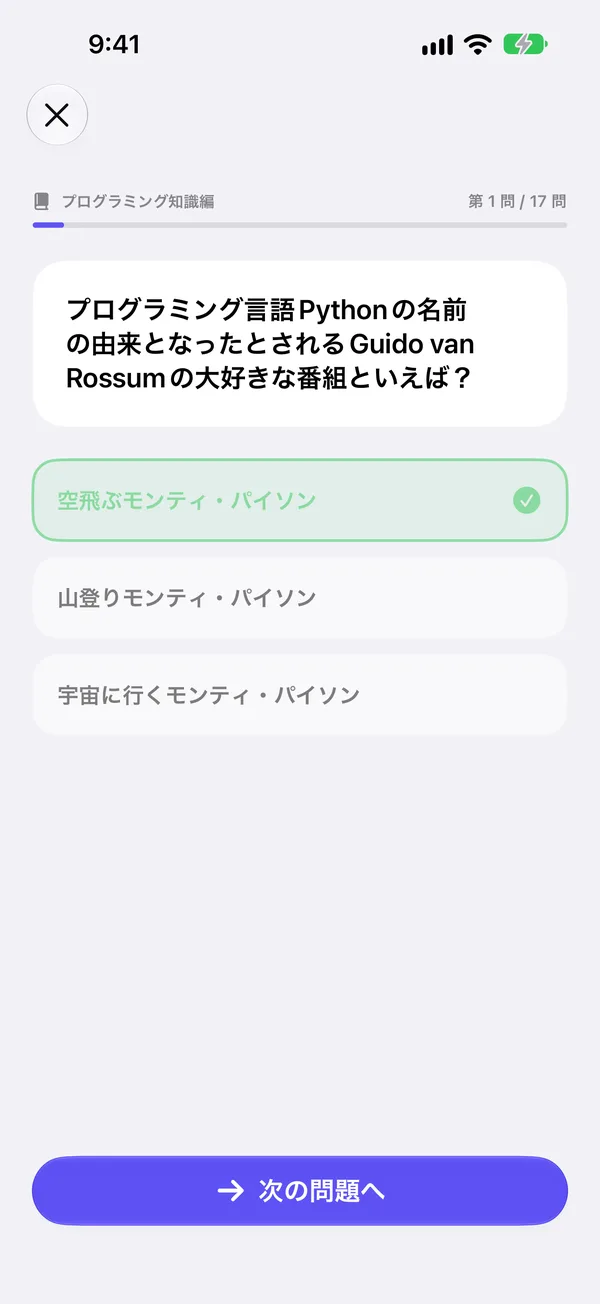 9:41
プログラミング知識編
第 1 問 / 17 問
プログラミング言語Pythonの名前
の由来となったとされるGuido van
Rossumの大好きな番組といえば？
空飛ぶモンティ・パイソン
山登りモンティ・パイソン
宇宙に行くモンティ・パイソン
次の問題へ